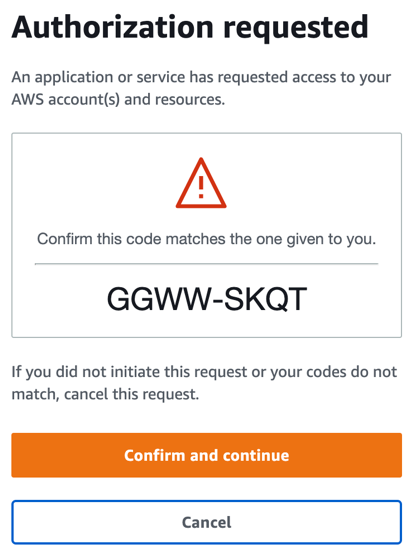 Authorization requested
An application or service has requested access to your
AWS account(s) and resources.
Confirm this code matches the one given to you.
GGWW-SKQT
If you did not initiate this request or your codes do not
match, cancel this request.
Confirm and continue
Cancel